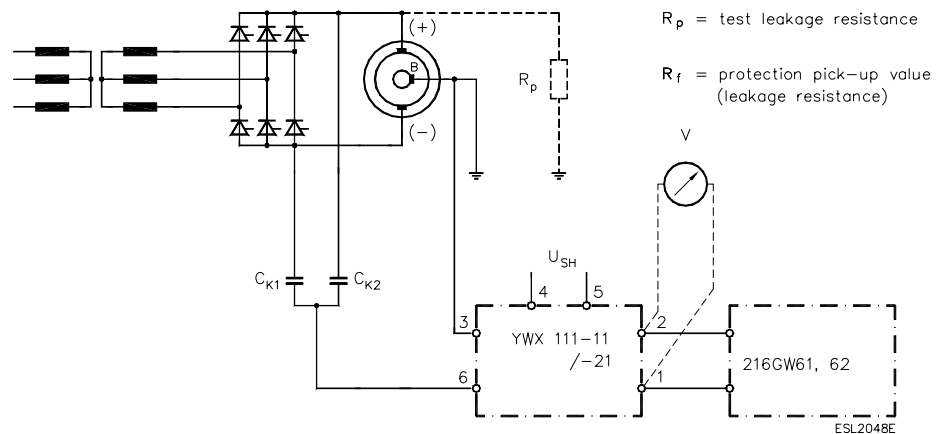 (+)
B
(-)
Rp
Rp = test leakage resistance
Rf = protection pick-up value
(leakage resistance)
V
CK1
CK2
USH
4
5
3
6
2
1
YWX 111-11
/-21
216GW61, 62
ESL2048E